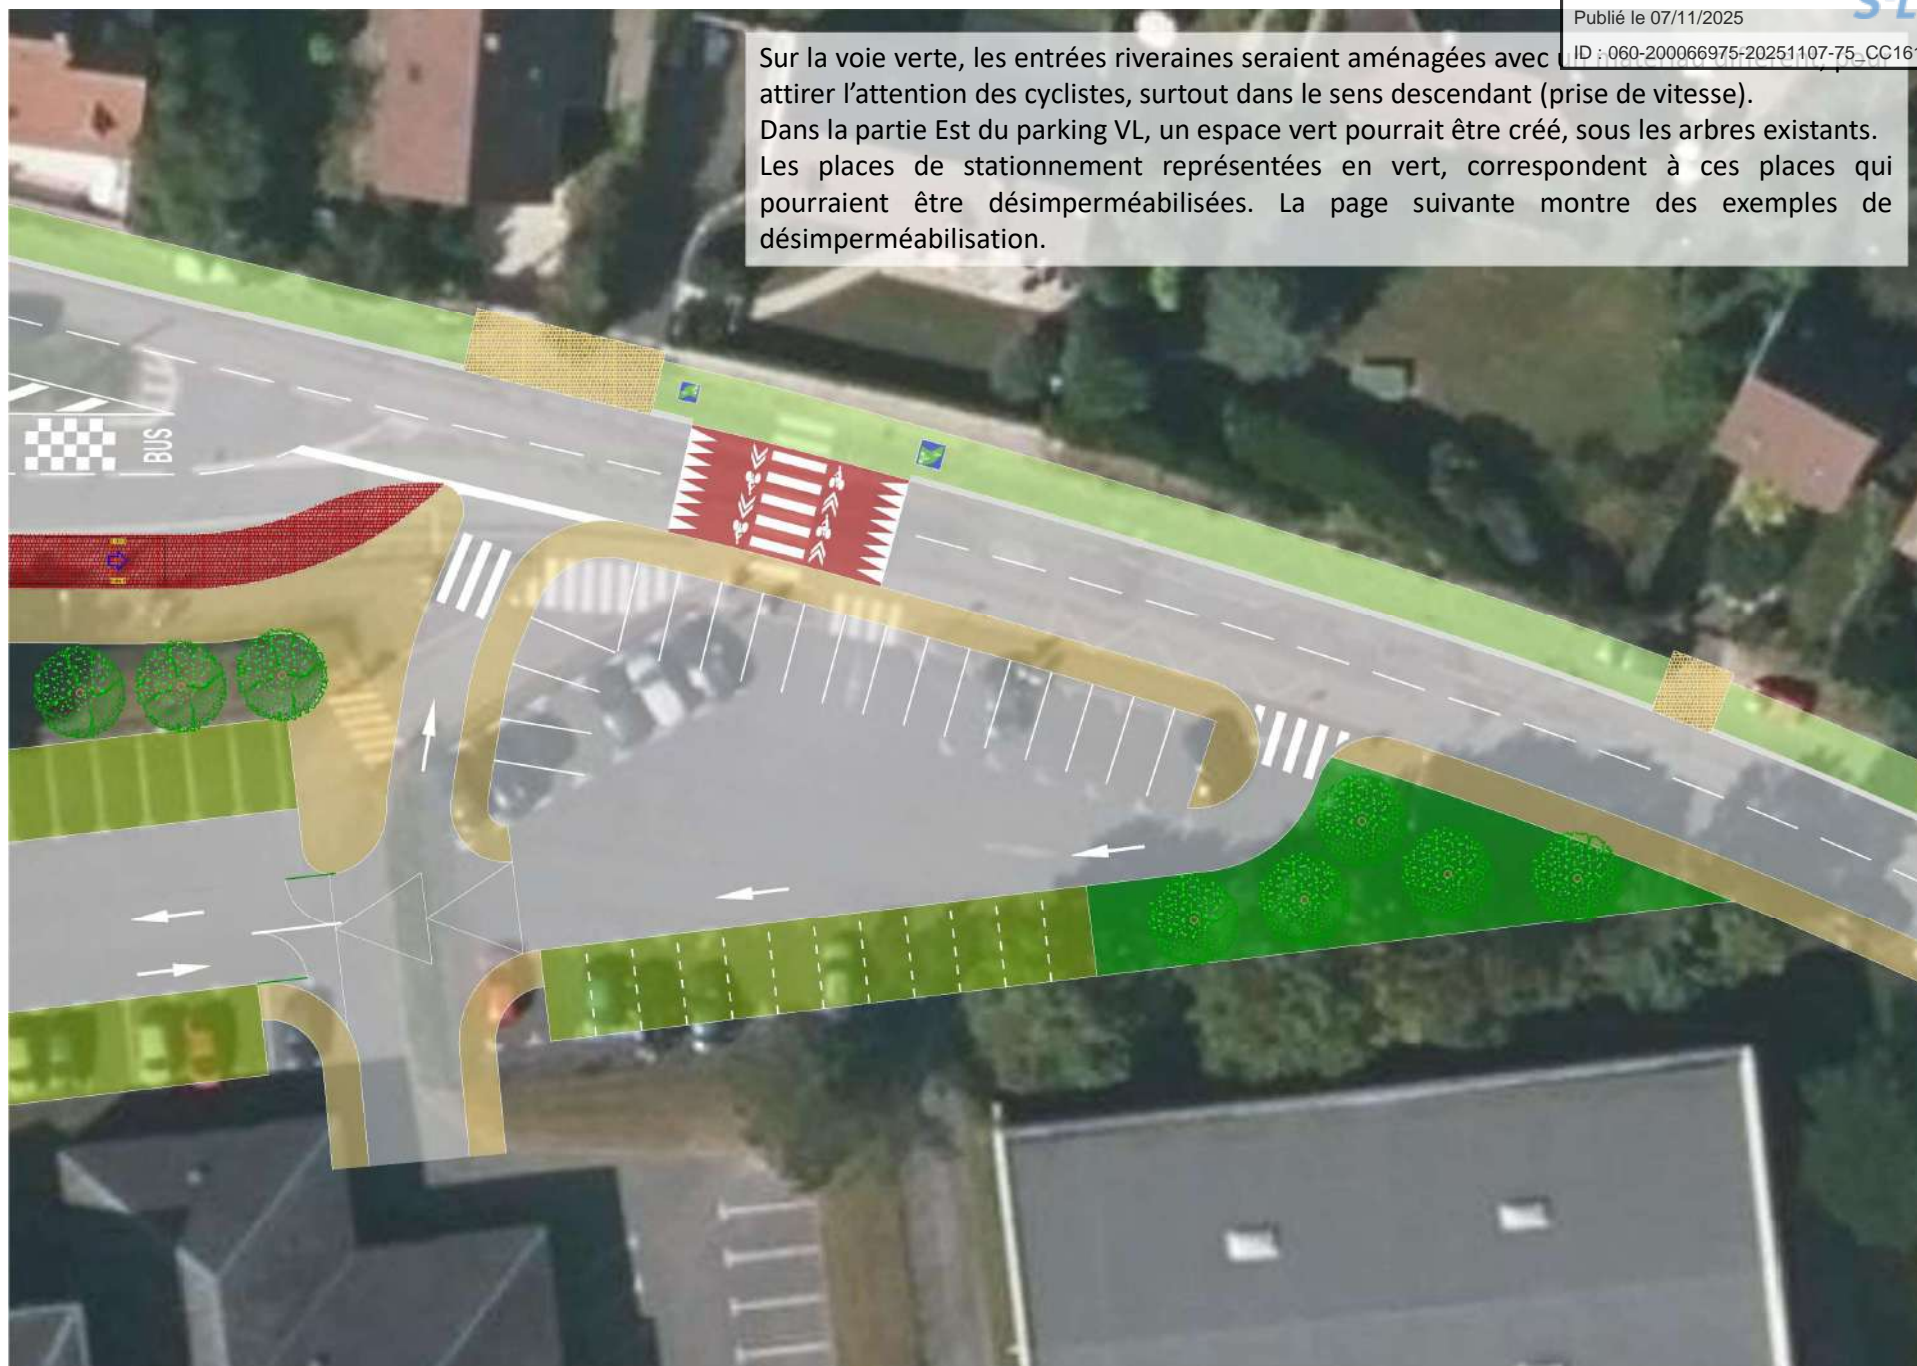 Publié le 07/11/2025
S²L
ID : 060-200066975-20251107-75_CC161
Sur la voie verte, les entrées riveraines seraient aménagées avec
attirer l’attention des cyclistes, surtout dans le sens descendant (prise de vitesse).
Dans la partie Est du parking VL, un espace vert pourrait être créé, sous les arbres existants.
Les places de stationnement représentées en vert, correspondent à ces places qui
pourraient être désimperméabilisées. La page suivante montre des exemples de
désimperméabilisation.
BUS